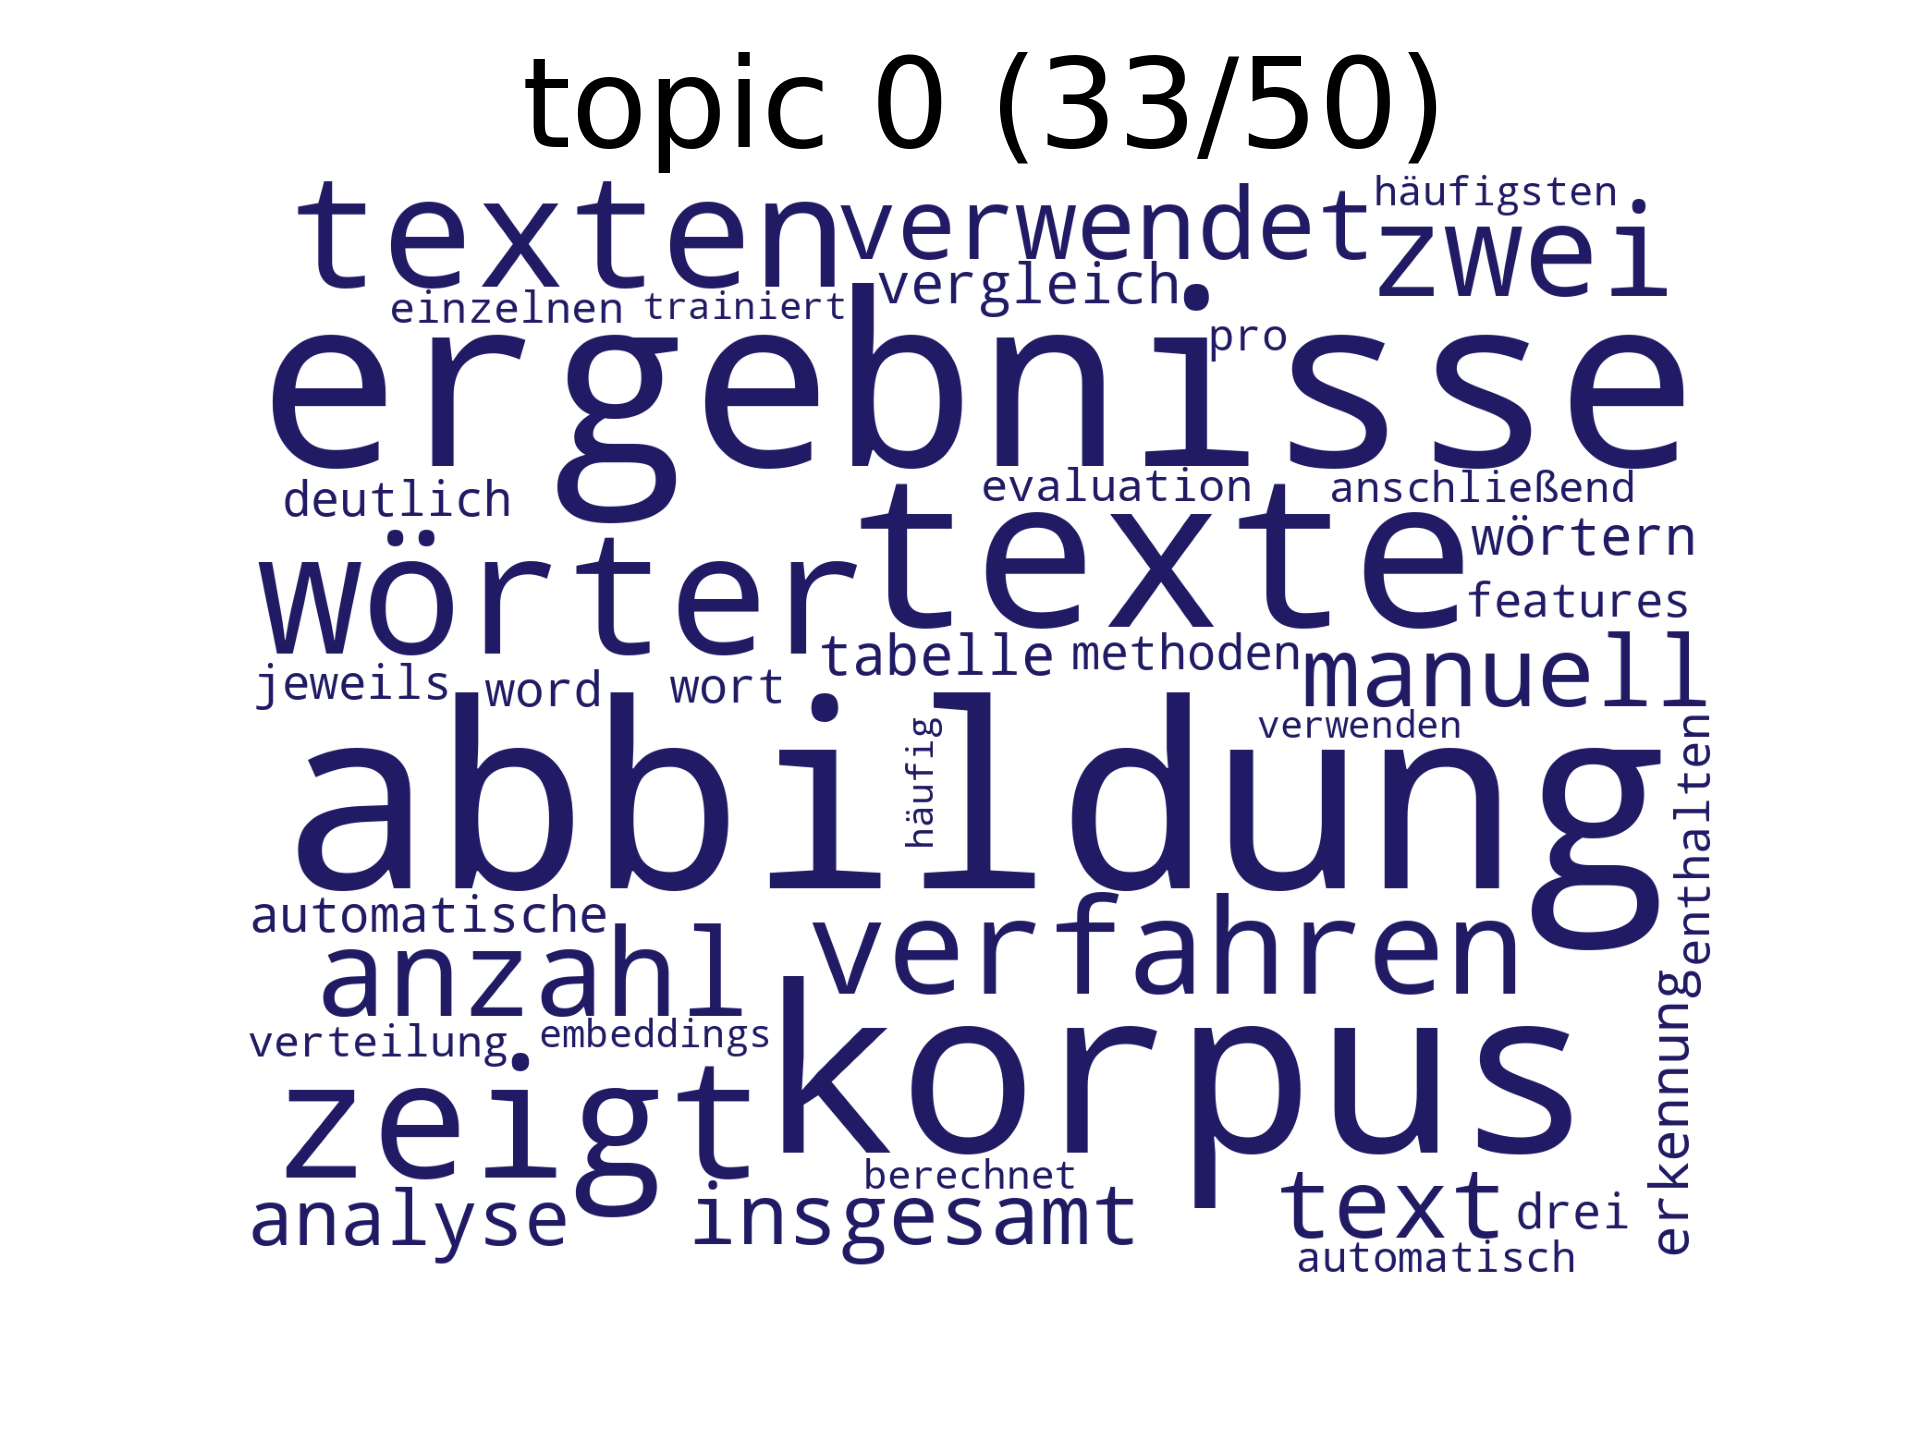 topic 0 (33/50)
texten verwendet häufigsten
zwei
einzelnen trainiert vergleich
pro
ergebnisse
deutlich evaluation anschließend
wörter texte wörtern
features
tabelle methoden manuell
jeweils word wort
verwenden
abbildung
häufig
enthalten
automatische
anzahl verfahren
erkennung
verteilung embeddings
zeigt korpus
berechnet
analyse insgesamt text drei
automatisch